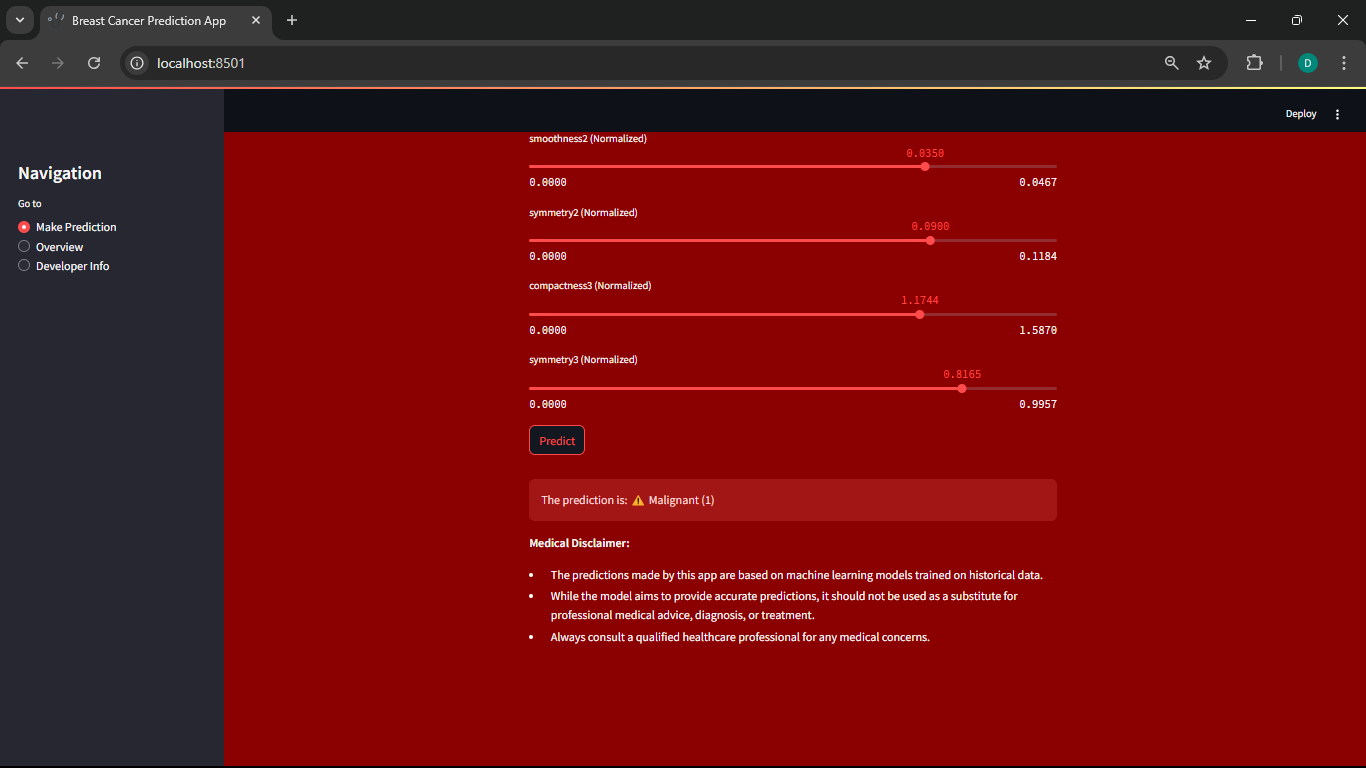 Breast Cancer Prediction App
localhost:8501
D
Deploy
Navigation
Go to
Make Prediction
Overview
Developer Info
smoothness2 (Normalized)
0.0350
0.0000 0.0467
symmetry2 (Normalized)
0.0900
0.0000 0.1184
compactness3 (Normalized)
1.1744
0.0000 1.5870
symmetry3 (Normalized)
0.8165
0.0000 0.9957
Predict
The prediction is: ⚠️ Malignant (1)
Medical Disclaimer:
• The predictions made by this app are based on machine learning models trained on historical data.
• While the model aims to provide accurate predictions, it should not be used as a substitute for
professional medical advice, diagnosis, or treatment.
• Always consult a qualified healthcare professional for any medical concerns.